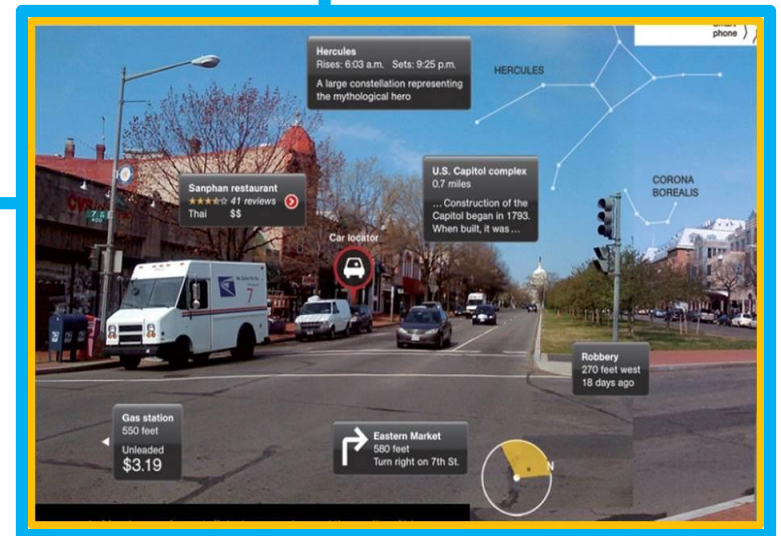 smart
phone
Hercules
Rises: 6:03 a.m. Sets: 9:25 p.m.
A large constellation representing
the mythological hero
HERCULES
U.S. Capitol complex
0.7 miles
... Construction of the
Capitol began in 1793.
When built, it was ...
CORONA
BOREALIS
Sanphan restaurant
41 reviews
Thai $$
Car locator
7
Robbery
270 feet west
18 days ago
Gas station
550 feet
Unleaded
$3.19
Eastern Market
580 feet
Turn right on 7th St.
N